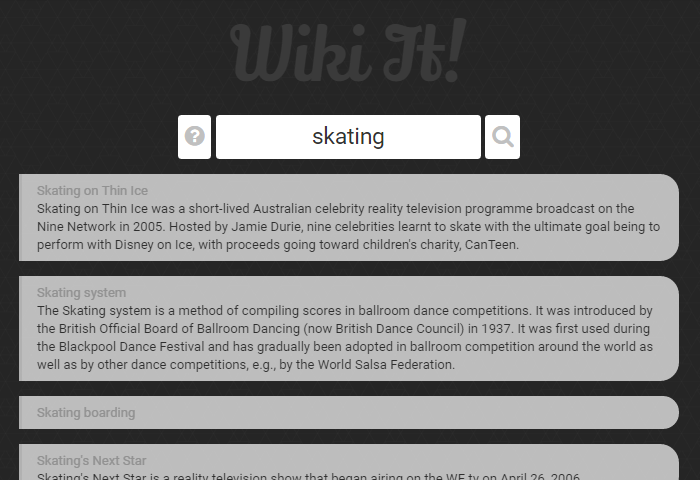 Wiki It!
skating
Skating on Thin Ice
Skating on Thin Ice was a short-lived Australian celebrity reality television programme broadcast on the
Nine Network in 2005. Hosted by Jamie Durie, nine celebrities learnt to skate with the ultimate goal being to
perform with Disney on Ice, with proceeds going toward children's charity, CanTeen.
Skating system
The Skating system is a method of compiling scores in ballroom dance competitions. It was introduced by
the British Official Board of Ballroom Dancing (now British Dance Council) in 1937. It was first used during
the Blackpool Dance Festival and has gradually been adopted in ballroom competition around the world as
well as by other dance competitions, e.g., by the World Salsa Federation.
Skating boarding
Skating's Next Star
Skating's Next Star is a reality television show that began airing on the WE tv on April 26, 2006.